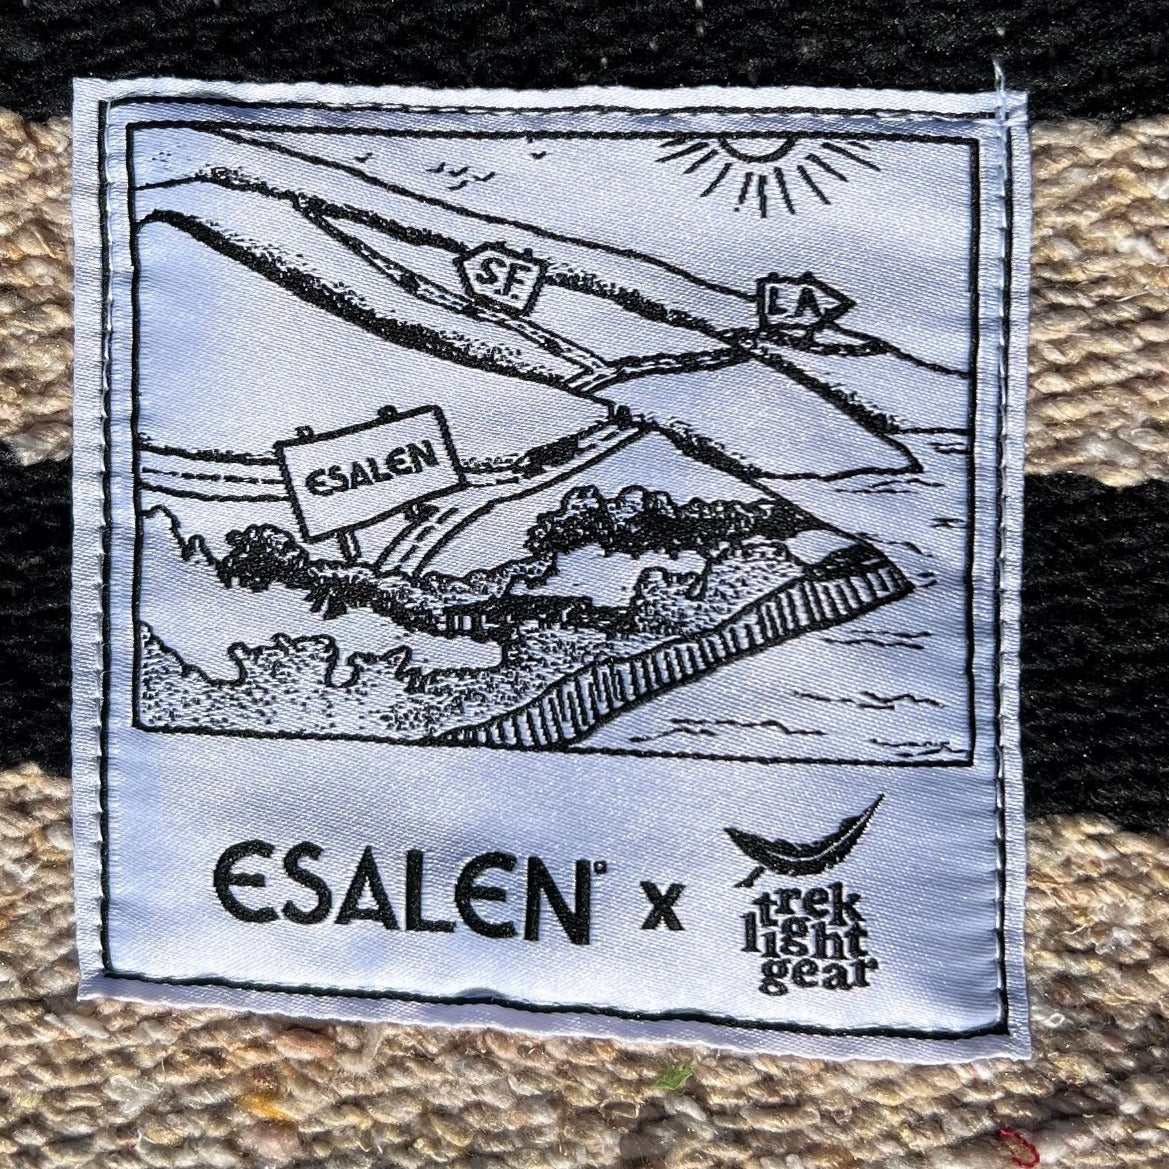 S.F.
LA
ESALEN
ESALEN° x trek
light
gear